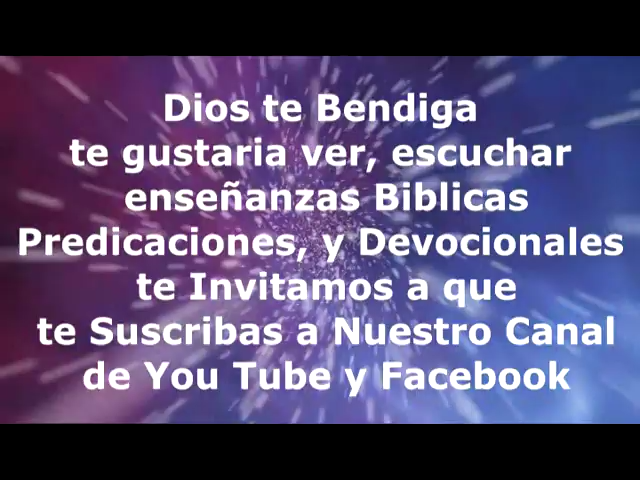 Dios te Bendiga
te gustaria ver, escuchar
enseñanzas Biblicas
Predicaciones, y Devocionales
te Invitamos a que
te Suscribas a Nuestro Canal
de You Tube y Facebook